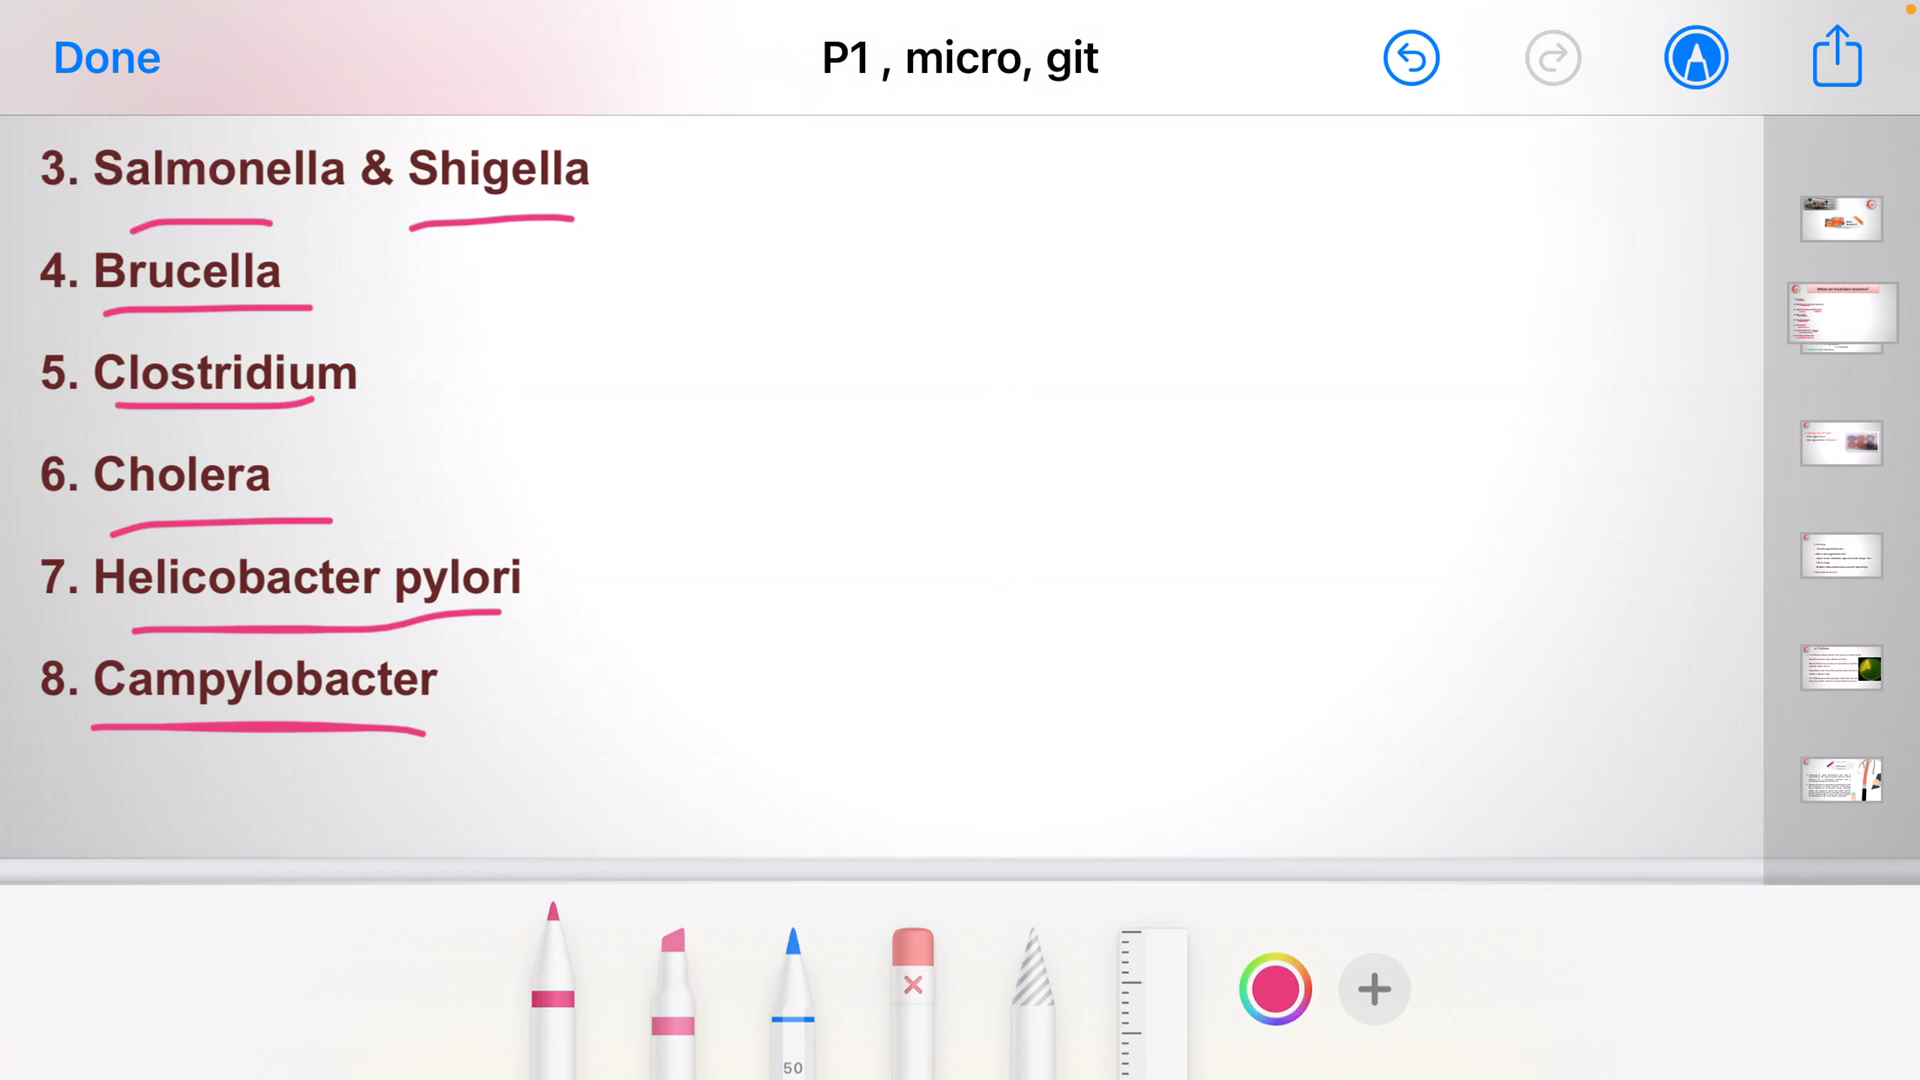 Done
P1 , micro, git
3. Salmonella & Shigella
4. Brucella
5. Clostridium
6. Cholera
7. Helicobacter pylori
8. Campylobacter
50